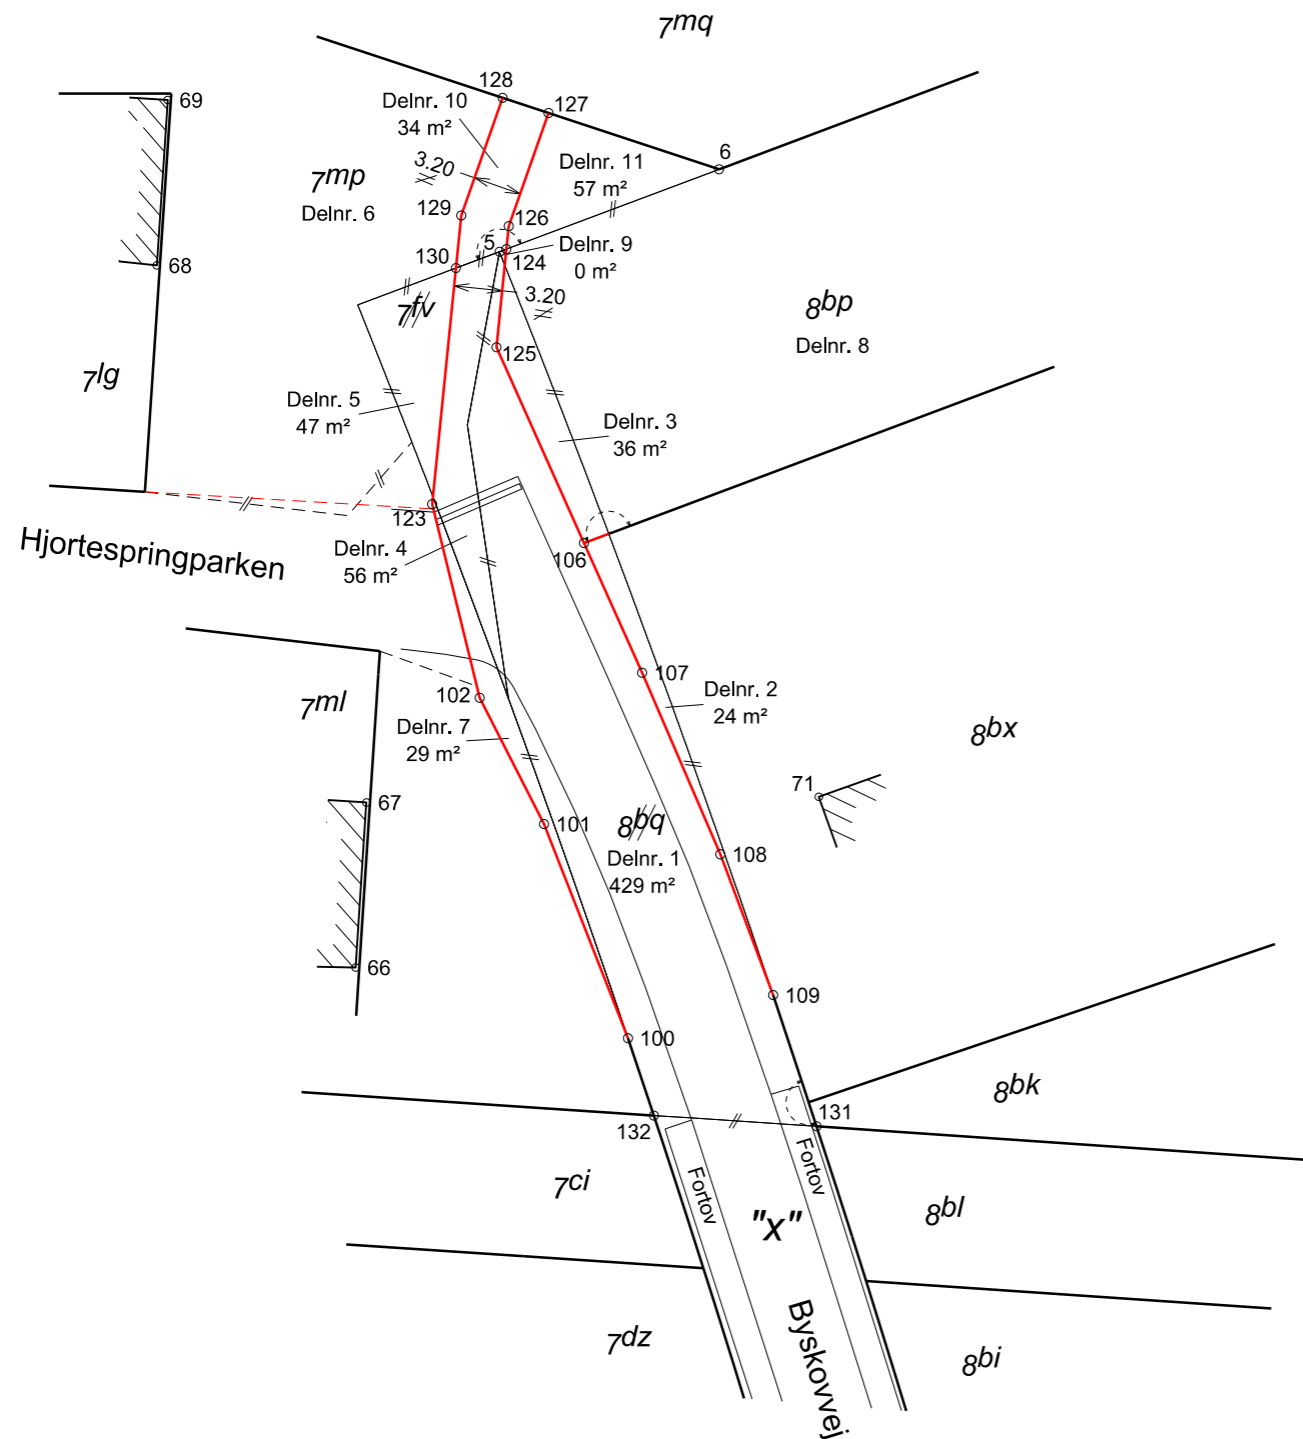 7mq
128
69
Delnr. 10
34 m²
127
6
3.20
Delnr. 11
57 m²
7mp
Delnr. 6
129
126
5
Delnr. 9
0 m²
130
124
68
3.20
7fv
8bp
Delnr. 8
125
7lg
Delnr. 5
47 m²
Delnr. 3
36 m²
123
Hjortespringparken
Delnr. 4
56 m²
106
107
102
Delnr. 2
24 m²
7ml
Delnr. 7
29 m²
8bx
71
67
101
8bq
Delnr. 1
429 m²
108
66
109
100
8bk
131
132
Fortov
Fortov
7ci
8bl
"x"
Byskovvej
7dz
8bi